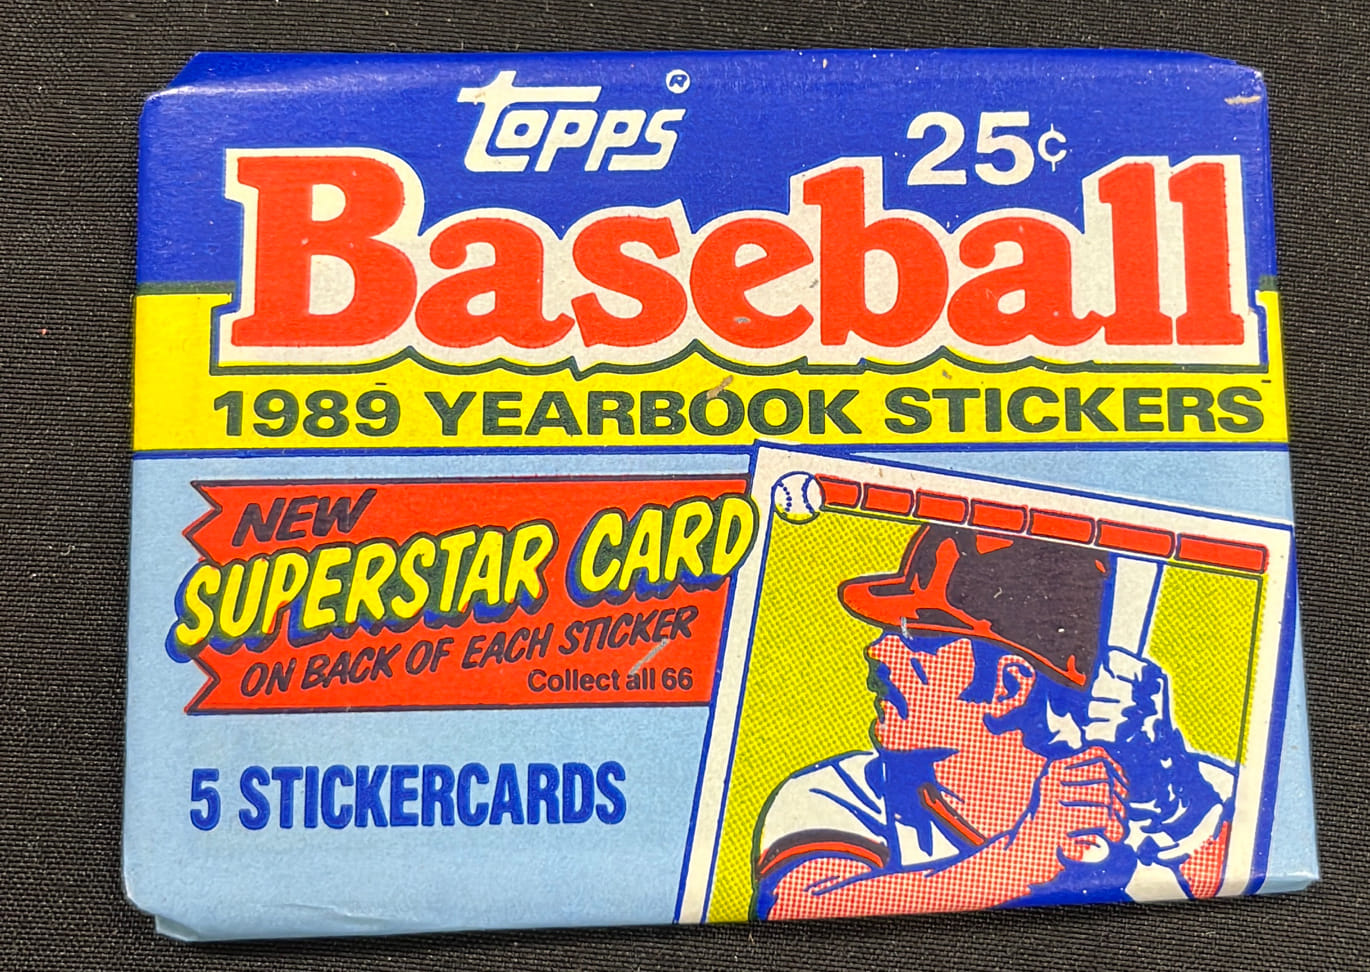 Topps®
25¢
Baseball
1989 YEARBOOK STICKERS
NEW
SUPERSTAR CARD
ON BACK OF EACH STICKER
Collect all 66
5 STICKERCARDS